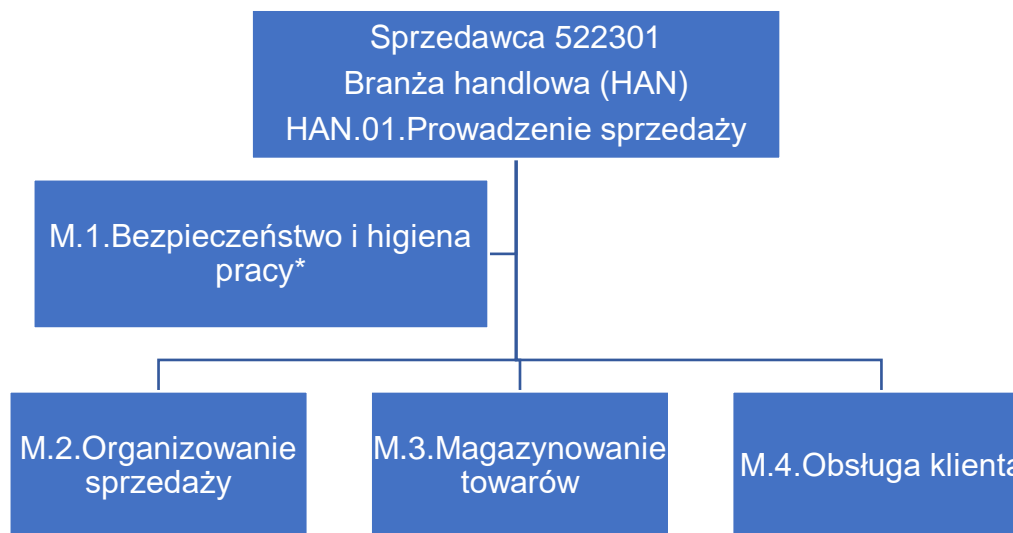 Sprzedawca 522301
Branża handlowa (HAN)
HAN.01.Prowadzenie sprzedaży
M.1.Bezpieczeństwo i higiena
pracy*
M.2.Organizowanie
sprzedaży
M.3.Magazynowanie
towarów
M.4.Obsługa klienta